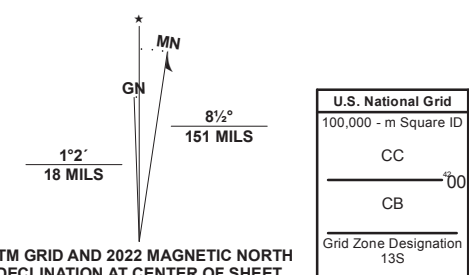 ★
MN
GN
8½°
151 MILS
1°2´
18 MILS
TM GRID AND 2022 MAGNETIC NORTH
DECLINATION AT CENTER OF SHEET
U.S. National Grid
100,000 - m Square ID
CC
⁴²00
CB
Grid Zone Designation
13S